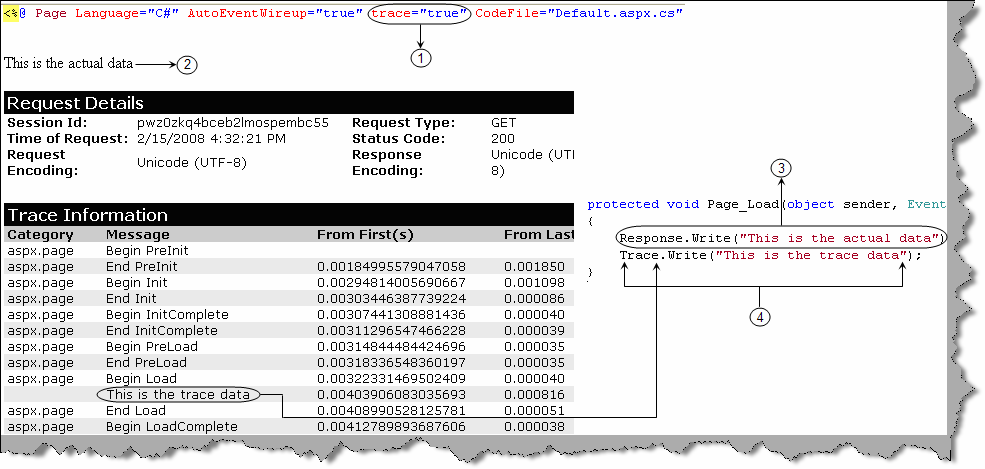 <%@ Page Language="C#" AutoEventWireup="true" trace="true" CodeFile="Default.aspx.cs"
1
This is the actual data 2
Request Details
Session Id: pwz0zkq4bceb2lmospembc55 Request Type: GET
Time of Request: 2/15/2008 4:32:21 PM Status Code: 200
Request Encoding: Unicode (UTF-8) Response Encoding: Unicode (UTF-8)
Trace Information
Category Message From First(s) From Last
aspx.page Begin PreInit
aspx.page End PreInit 0.00184995579047058 0.001850
aspx.page Begin Init 0.00294814005690667 0.001098
aspx.page End Init 0.00303446387739224 0.000086
aspx.page Begin InitComplete 0.00307441308881436 0.000040
aspx.page End InitComplete 0.00311296547466228 0.000039
aspx.page Begin PreLoad 0.00314844484424696 0.000035
aspx.page End PreLoad 0.00318336548360197 0.000035
aspx.page Begin Load 0.00322331469502409 0.000040
This is the trace data 0.00403906083035693 0.000816
aspx.page End Load 0.00408990528125781 0.000051
aspx.page Begin LoadComplete 0.00412789893687606 0.000038
3
protected void Page_Load(object sender, Event
{
Response.Write("This is the actual data")
Trace.Write("This is the trace data");
}
4